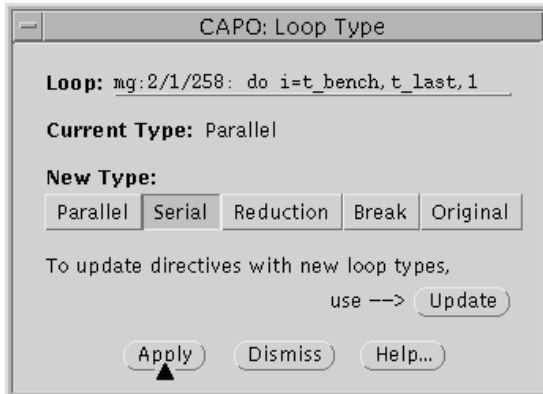 CAPO: Loop Type
Loop: mg:2/1/258: do i=t_bench,t_last,1
Current Type: Parallel
New Type:
Parallel Serial Reduction Break Original
To update directives with new loop types,
use --> Update
Apply Dismiss Help...